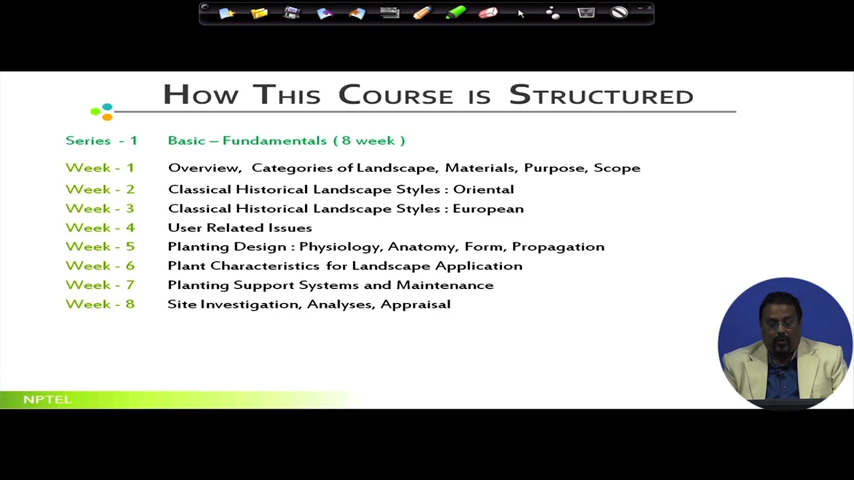 HOW THIS COURSE IS STRUCTURED
Series - 1 Basic – Fundamentals ( 8 week )
Week - 1 Overview, Categories of Landscape, Materials, Purpose, Scope
Week - 2 Classical Historical Landscape Styles : Oriental
Week - 3 Classical Historical Landscape Styles : European
Week - 4 User Related Issues
Week - 5 Planting Design : Physiology, Anatomy, Form, Propagation
Week - 6 Plant Characteristics for Landscape Application
Week - 7 Planting Support Systems and Maintenance
Week - 8 Site Investigation, Analyses, Appraisal
NPTEL